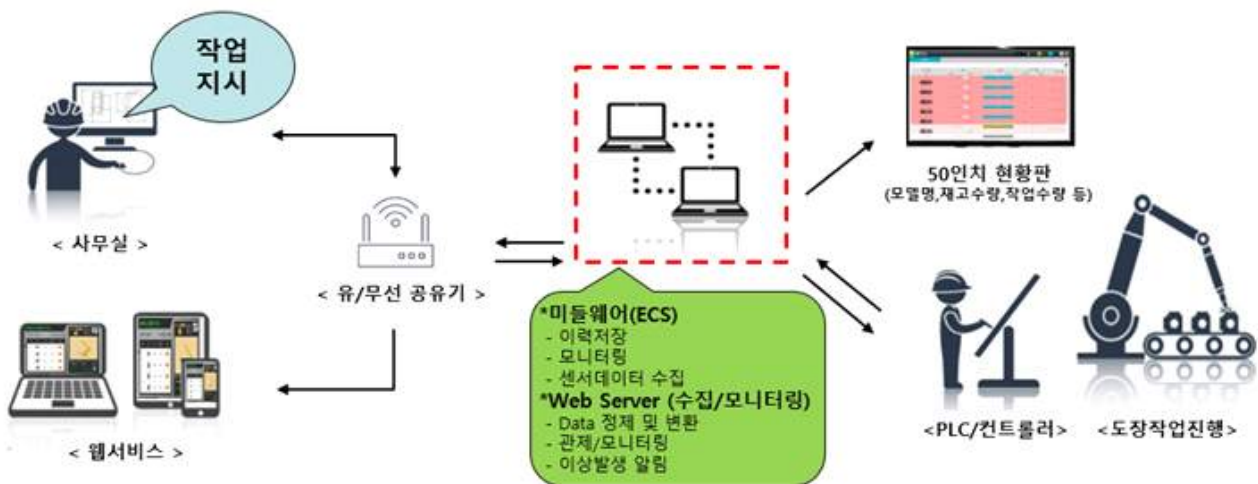 작업
지시
< 사무실 >
< 유/무선 공유기 >
< 웹서비스 >
*미들웨어(ECS)
- 이력저장
- 모니터링
- 센서데이터 수집
*Web Server (수집/모니터링)
- Data 정제 및 변환
- 관제/모니터링
- 이상발생 알림
50인치 현황판
(모델명,재고수량,작업수량 등)
<PLC/컨트롤러>
<도장작업진행>